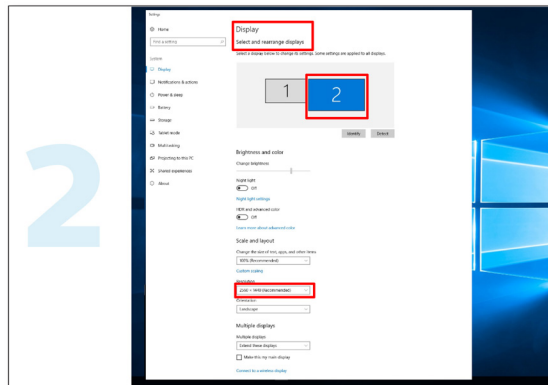 2
Settings
Home
Find a setting
System
Display
Notifications & actions
Power & sleep
Battery
Storage
Tablet mode
Multitasking
Projecting to this PC
Shared experiences
About
Display
Select and rearrange displays
Select a display below to change its settings. Some settings are applied to all displays.
1
2
Identify
Detect
Brightness and color
Change brightness
Night light
Off
Night light settings
HDR and advanced color
Off
Learn more about advanced color
Scale and layout
Change the size of text, apps, and other items
100% (Recommended)
Custom scaling
Resolution
(Recommended)
Orientation
Landscape
Multiple displays
Multiple displays
Extend these displays
Make this my main display
Connect to a wireless display